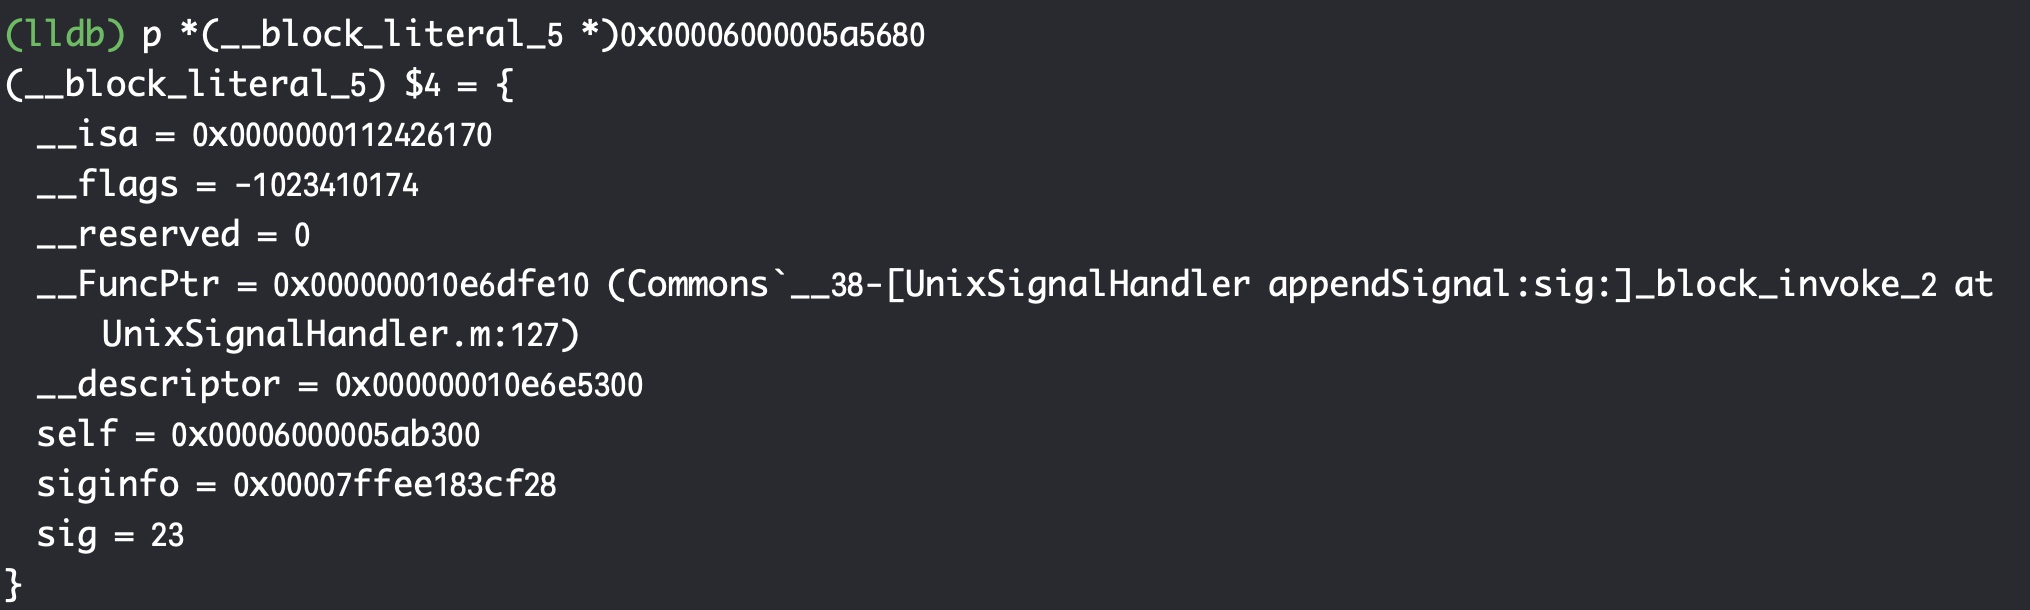 (lldb) p *(__block_literal_5 *)0x00006000005a5680
(__block_literal_5) $4 = {
  __isa = 0x0000000112426170
  __flags = -1023410174
  __reserved = 0
  __FuncPtr = 0x000000010e6dfe10 (Commons`__38-[UnixSignalHandler appendSignal:sig:]_block_invoke_2 at
      UnixSignalHandler.m:127)
  __descriptor = 0x000000010e6e5300
  self = 0x00006000005ab300
  siginfo = 0x00007ffee183cf28
  sig = 23
}